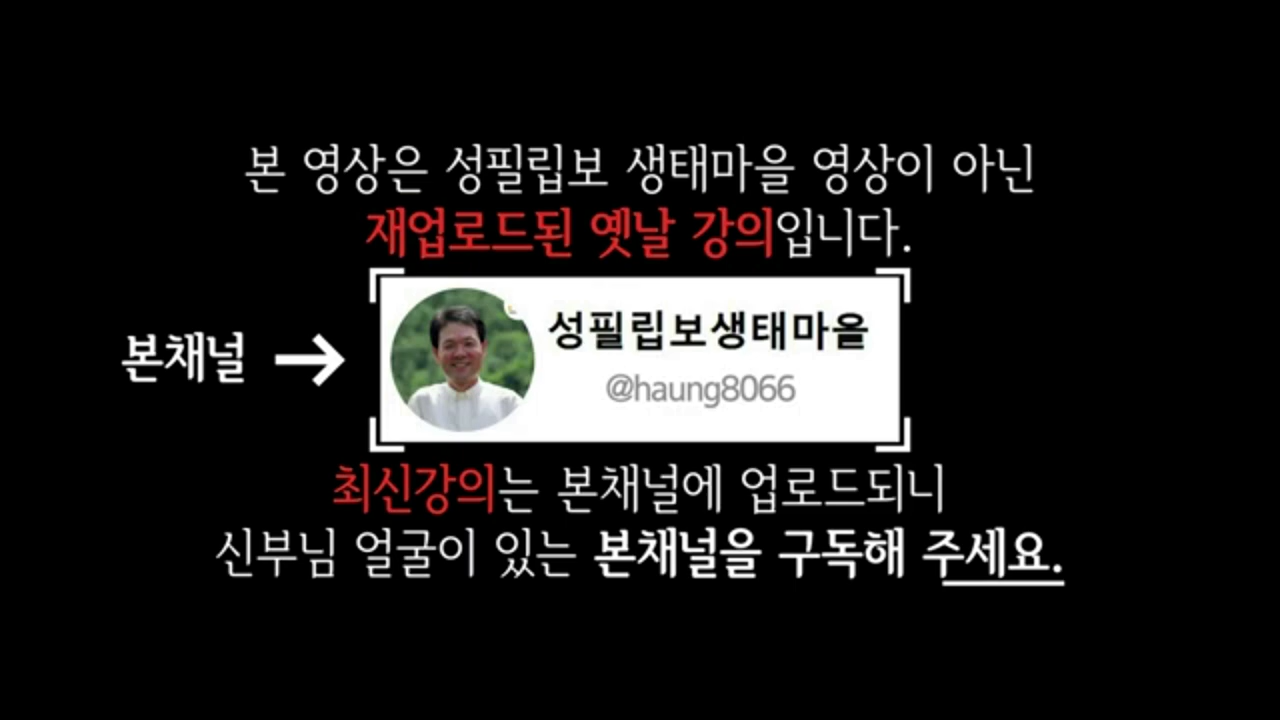 본 영상은 성필립보 생태마을 영상이 아닌
재업로드된 옛날 강의입니다.
본채널 →
성필립보생태마을
@haung8066
최신강의는 본채널에 업로드되니
신부님 얼굴이 있는 본채널을 구독해 주세요.